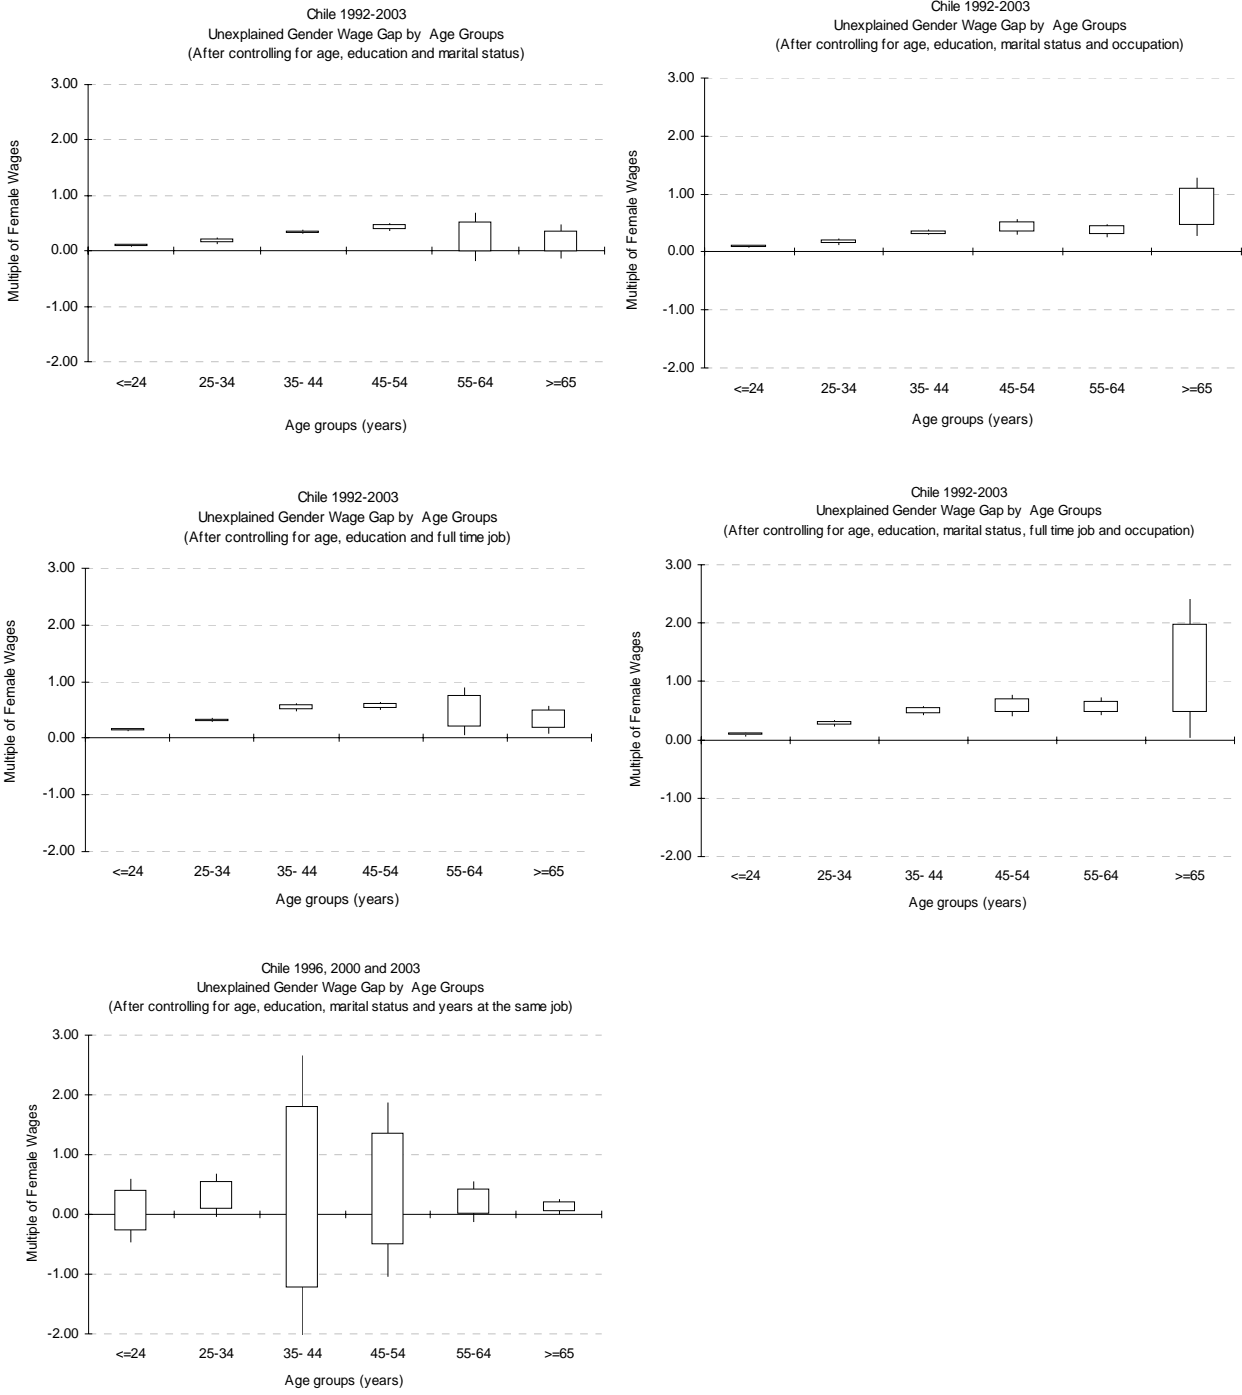 Chile 1992-2003
Unexplained Gender Wage Gap by Age Groups
(After controlling for age, education and marital status)
Multiple of Female Wages
3.00
2.00
1.00
0.00
-1.00
-2.00
<=24 25-34 35- 44 45-54 55-64 >=65
Age groups (years)
Chile 1992-2003
Unexplained Gender Wage Gap by Age Groups
(After controlling for age, education, marital status and occupation)
Multiple of Female Wages
3.00
2.00
1.00
0.00
-1.00
-2.00
<=24 25-34 35- 44 45-54 55-64 >=65
Age groups (years)
Chile 1992-2003
Unexplained Gender Wage Gap by Age Groups
(After controlling for age, education and full time job)
Multiple of Female Wages
3.00
2.00
1.00
0.00
-1.00
-2.00
<=24 25-34 35- 44 45-54 55-64 >=65
Age groups (years)
Chile 1992-2003
Unexplained Gender Wage Gap by Age Groups
(After controlling for age, education, marital status, full time job and occupation)
Multiple of Female Wages
3.00
2.00
1.00
0.00
-1.00
-2.00
<=24 25-34 35- 44 45-54 55-64 >=65
Age groups (years)
Chile 1996, 2000 and 2003
Unexplained Gender Wage Gap by Age Groups
(After controlling for age, education, marital status and years at the same job)
Multiple of Female Wages
3.00
2.00
1.00
0.00
-1.00
-2.00
<=24 25-34 35- 44 45-54 55-64 >=65
Age groups (years)